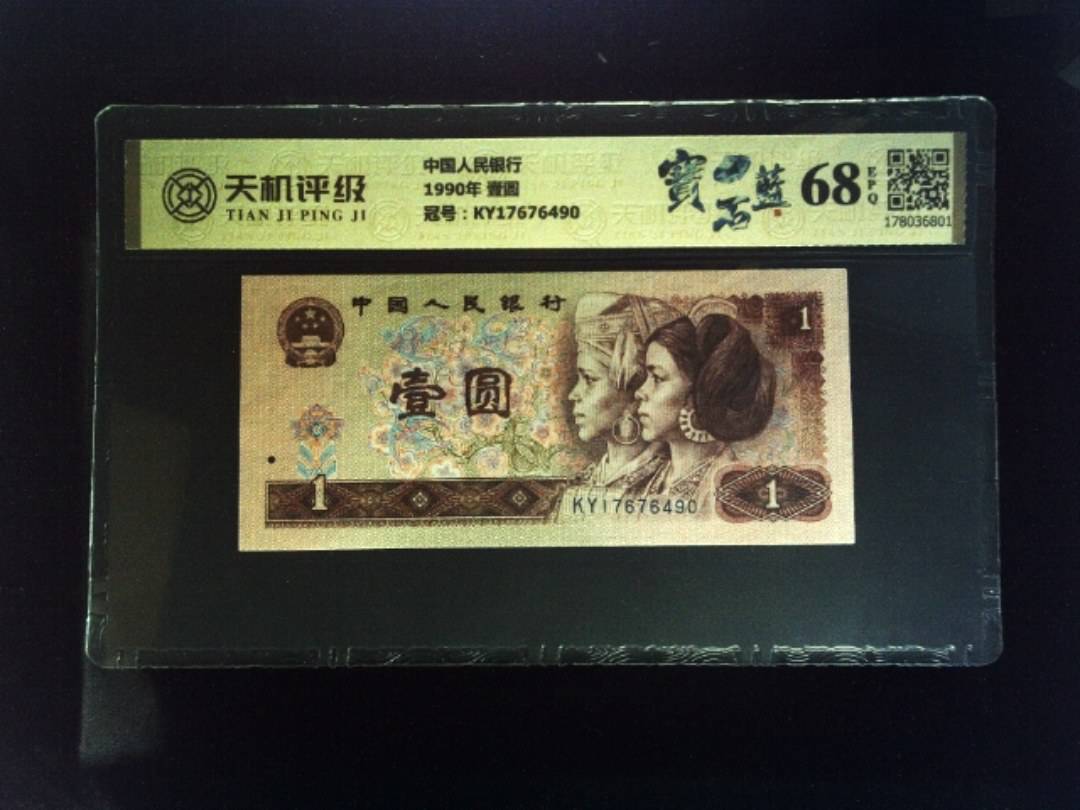 天机评级
TIAN JI PING JI
中国人民银行
1990年 壹圆
冠号：KY17676490
寶石蓝
68
EPQ
178036801
中国人民银行
1
壹圆
1
KY17676490
1